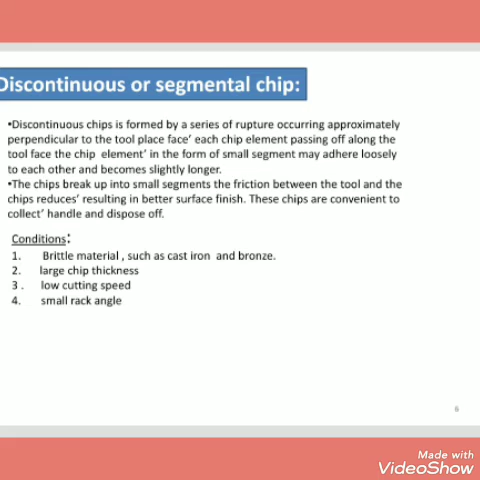 Discontinuous or segmental chip:
•Discontinuous chips is formed by a series of rupture occurring approximately
perpendicular to the tool place face' each chip element passing off along the
tool face the chip element' in the form of small segment may adhere loosely
to each other and becomes slightly longer.
•The chips break up into small segments the friction between the tool and the
chips reduces' resulting in better surface finish. These chips are convenient to
collect' handle and dispose off.
Conditions:
1. Brittle material , such as cast iron and bronze.
2. large chip thickness
3 . low cutting speed
4. small rack angle
6
Made with
VideoShow